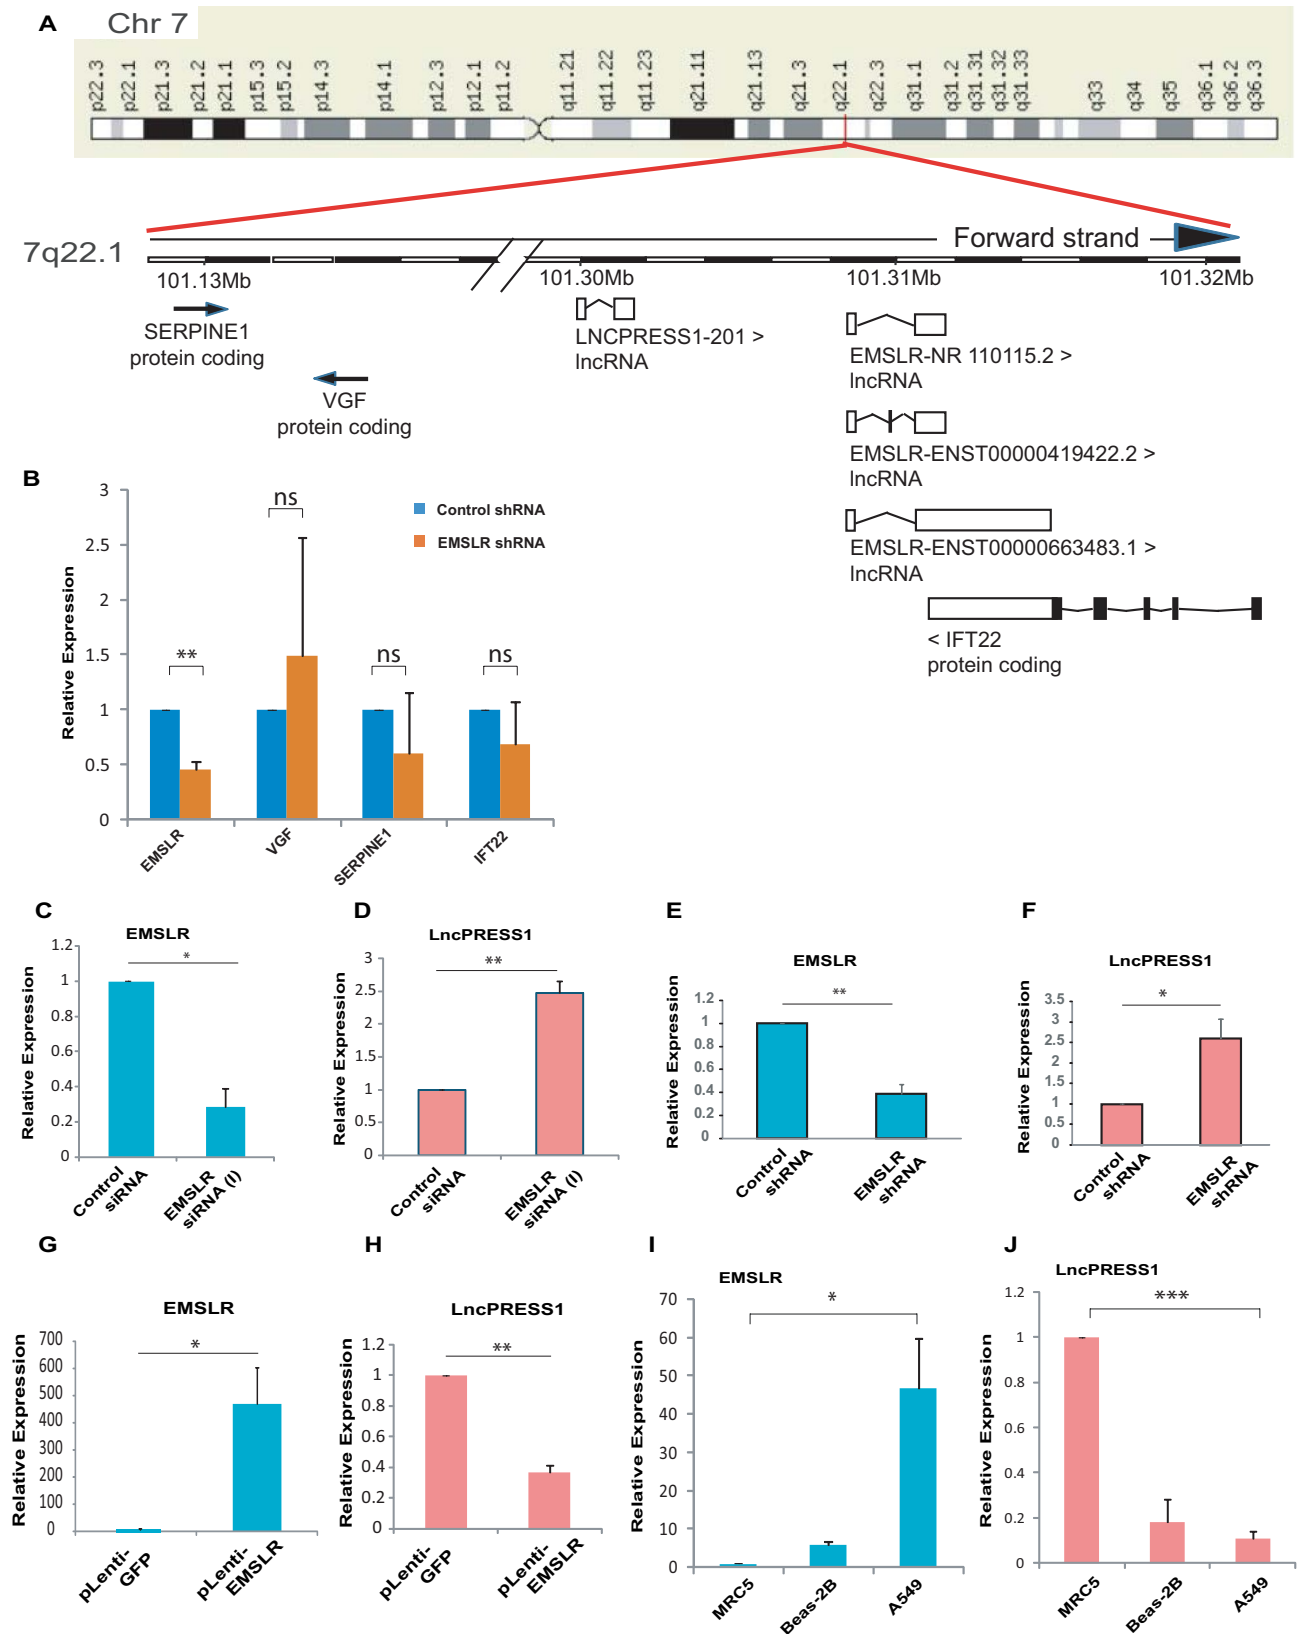 A
Chr 7
p22.3 p22.1 p21.3 p21.2 p21.1 p15.3 p15.2 p14.3 p14.1 p12.3 p12.1 p11.2 q11.21 q11.22 q11.23 q21.11 q21.13 q21.3 q22.1 q22.3 q31.1 q31.2 q31.31 q31.32 q31.33 q33 q34 q35 q36.1 q36.2 q36.3
7q22.1
Forward strand
101.13Mb 101.30Mb 101.31Mb 101.32Mb
SERPINE1
protein coding
VGF
protein coding
LNCPRESS1-201 >
lncRNA
EMSLR-NR 110115.2 >
lncRNA
EMSLR-ENST00000419422.2 >
lncRNA
EMSLR-ENST00000663483.1 >
lncRNA
< IFT22
protein coding
B
Relative Expression
3
2.5
2
1.5
1
0.5
0
** ns ns ns
Control shRNA
EMSLR shRNA
EMSLR VGF SERPINE1 IFT22
C
EMSLR
Relative Expression
1.2
1
0.8
0.6
0.4
0.2
0
*
Control
siRNA
EMSLR
siRNA (I)
D
LncPRESS1
Relative Expression
3
2.5
2
1.5
1
0.5
0
**
Control
siRNA
EMSLR
siRNA (I)
E
EMSLR
Relative Expression
1.2
1
0.8
0.6
0.4
0.2
0
**
Control
shRNA
EMSLR
shRNA
F
LncPRESS1
Relative Expression
3.5
3
2.5
2
1.5
1
0.5
0
*
Control
shRNA
EMSLR
shRNA
G
EMSLR
Relative Expression
700
600
500
400
300
200
100
0
*
pLenti-
GFP
pLenti-
EMSLR
H
LncPRESS1
Relative Expression
1.2
1
0.8
0.6
0.4
0.2
0
**
pLenti-
GFP
pLenti-
EMSLR
I
EMSLR
Relative Expression
70
60
50
40
30
20
10
0
*
MRC5 Beas-2B A549
J
LncPRESS1
Relative Expression
1.2
1
0.8
0.6
0.4
0.2
0
***
MRC5 Beas-2B A549